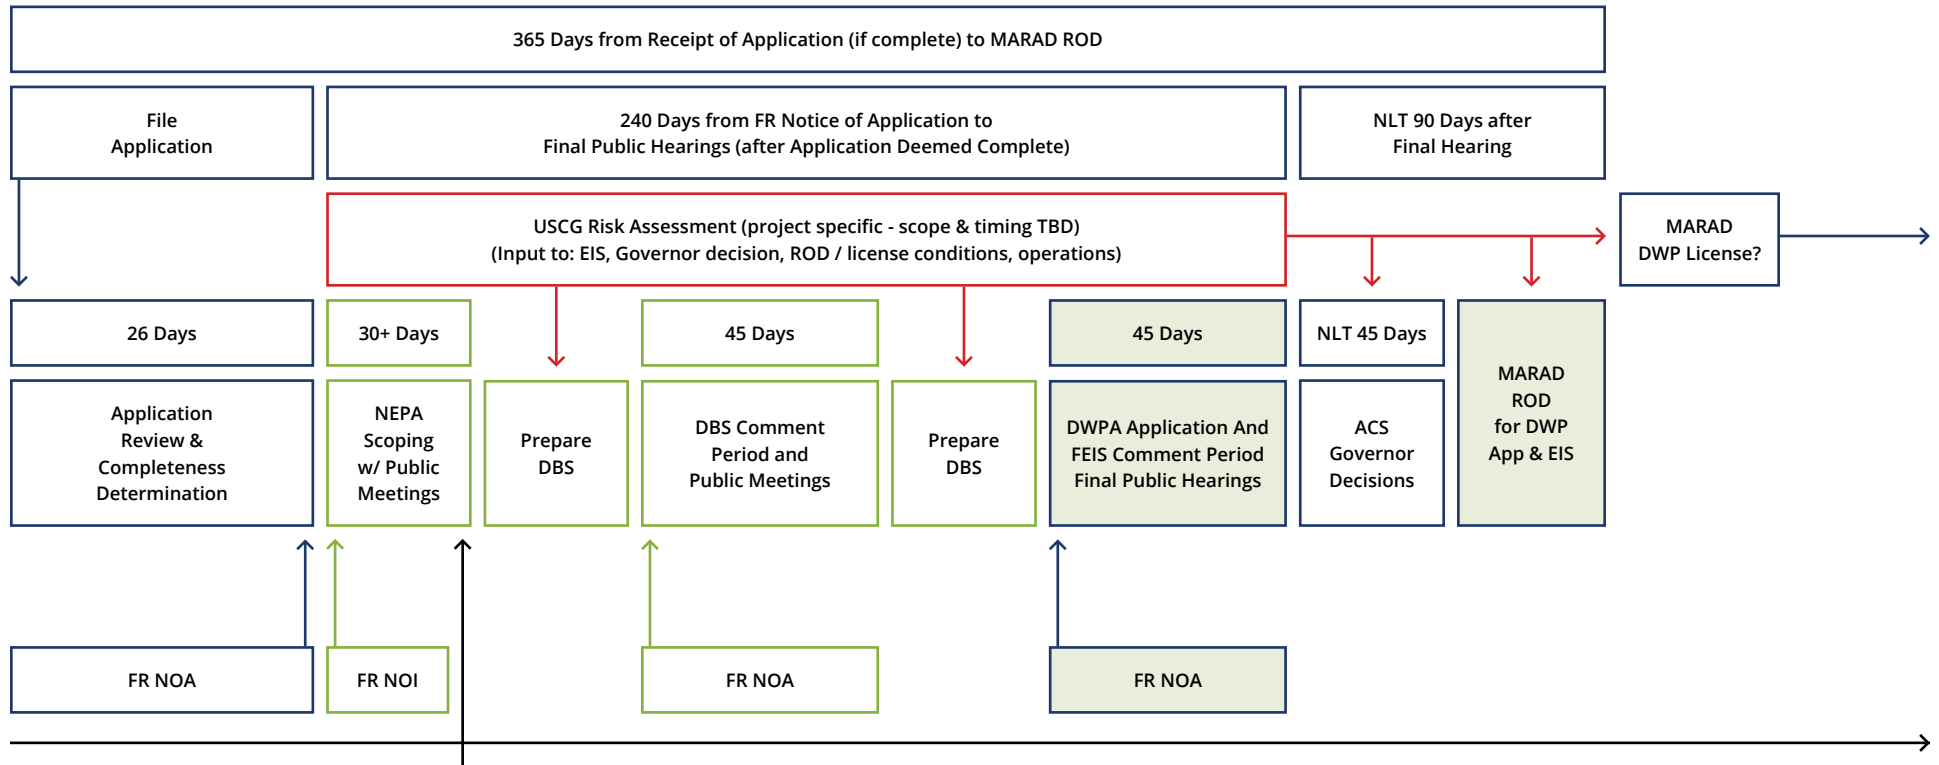 365 Days from Receipt of Application (if complete) to MARAD ROD
File
Application
240 Days from FR Notice of Application to
Final Public Hearings (after Application Deemed Complete)
NLT 90 Days after
Final Hearing
USCG Risk Assessment (project specific - scope & timing TBD)
(Input to: EIS, Governor decision, ROD / license conditions, operations)
MARAD
DWP License?
26 Days
30+ Days
45 Days
45 Days
NLT 45 Days
Application
Review &
Completeness
Determination
NEPA
Scoping
w/ Public
Meetings
Prepare
DBS
DBS Comment
Period and
Public Meetings
Prepare
DBS
DWPA Application And
FEIS Comment Period
Final Public Hearings
ACS
Governor
Decisions
MARAD
ROD
for DWP
App & EIS
FR NOA
FR NOI
FR NOA
FR NOA